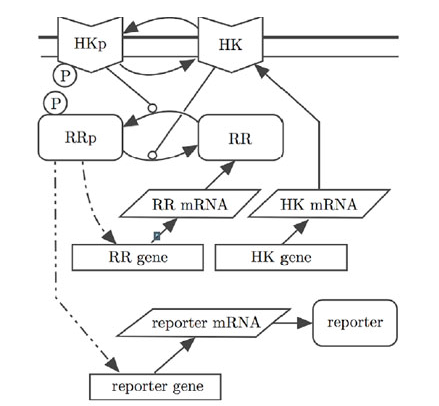 HKp
HK
P
P
RRp
RR
RR mRNA
HK mRNA
RR gene
HK gene
reporter mRNA
reporter
reporter gene